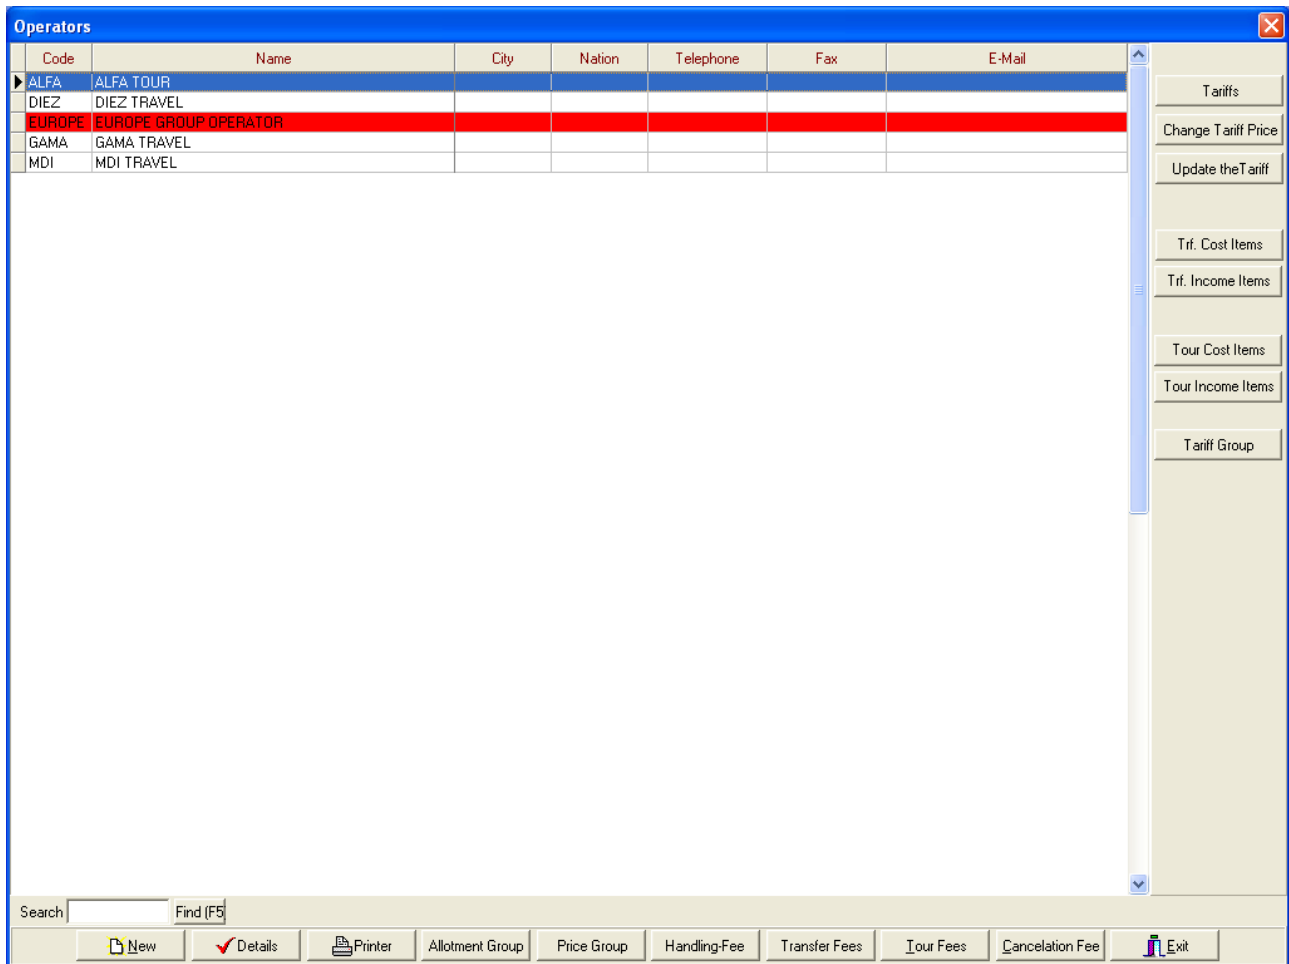 Operators
Code Name City Nation Telephone Fax E-Mail
ALFA ALFA TOUR
DIEZ DIEZ TRAVEL
EUROPE EUROPE GROUP OPERATOR
GAMA GAMA TRAVEL
MDI MDI TRAVEL
Tariffs
Change Tariff Price
Update theTariff
Trf. Cost Items
Trf. Income Items
Tour Cost Items
Tour Income Items
Tariff Group
Search Find (F5
New Details Printer Allotment Group Price Group Handling-Fee Transfer Fees Tour Fees Cancelation Fee Exit